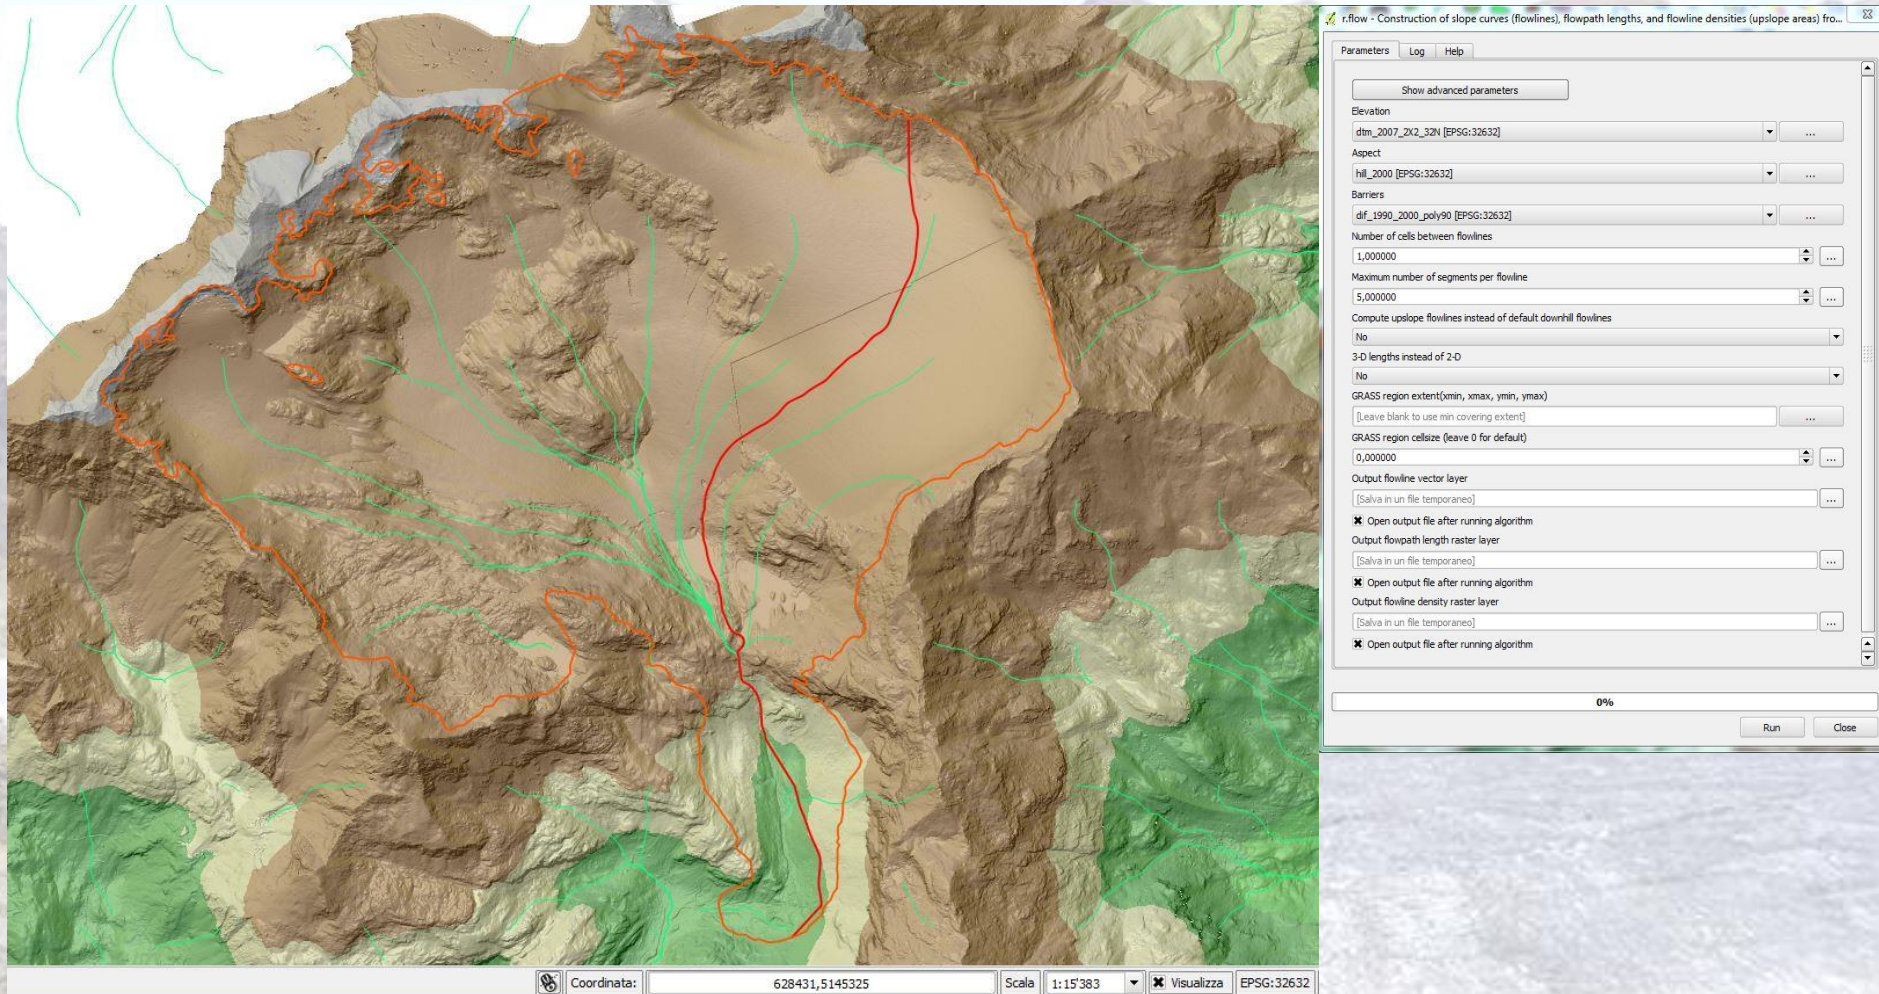 r.flow - Construction of slope curves (flowlines), flowpath lengths, and flowline densities (upslope areas) fro...
Parameters Log Help
Show advanced parameters
Elevation
dtm_2007_2X2_32N [EPSG:32632]
...
Aspect
hill_2000 [EPSG:32632]
...
Barriers
dif_1990_2000_poly90 [EPSG:32632]
...
Number of cells between flowlines
1,000000
...
Maximum number of segments per flowline
5,000000
...
Compute upslope flowlines instead of default downhill flowlines
No
3-D lengths instead of 2-D
No
GRASS region extent(xmin, xmax, ymin, ymax)
[Leave blank to use min covering extent]
...
GRASS region cellsize (leave 0 for default)
0,000000
...
Output flowline vector layer
[Salva in un file temporaneo]
...
Open output file after running algorithm
Output flowpath length raster layer
[Salva in un file temporaneo]
...
Open output file after running algorithm
Output flowline density raster layer
[Salva in un file temporaneo]
...
Open output file after running algorithm
0%
Run Close
Coordinata: 628431,5145325 Scala 1:15'383 Visualizza EPSG:32632